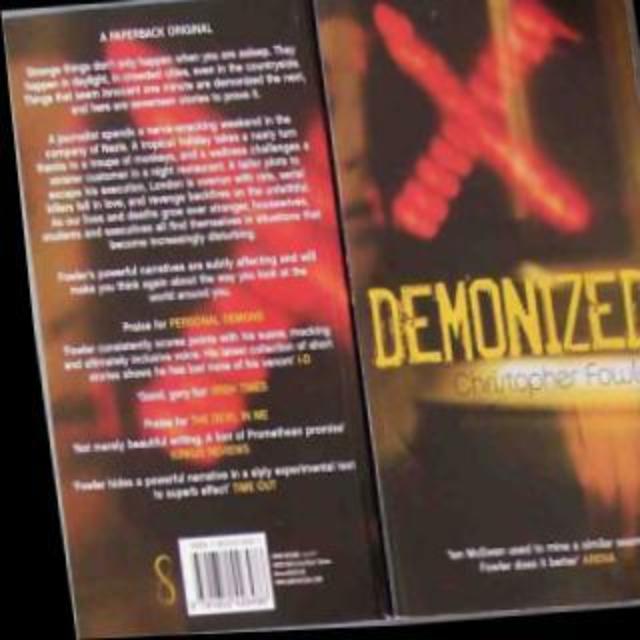 A PAPERBACK ORIGINAL
Strange things don't only happen when you are asleep. They
happen in daylight, in crowded cities, even in the countryside.
Things that seem innocent one minute are demonized the next,
and here are seventeen stories to prove it.
A journalist spends a nerve-wracking weekend in the
company of Nazis. A tropical holiday takes a nasty turn
thanks to a troupe of monkeys, and a waitress challenges a
sinister customer in a night restaurant. A tailor plots to
escape his execution, London is overrun with rats, serial
killers fall in love, and revenge backfires on the unfaithful.
As our lives and deaths grow ever stranger, housewives,
students and executives all find themselves in situations that
become increasingly disturbing.
Fowler's powerful narratives are subtly affecting and will
make you think again about the way you look at the
world around you.
Praise for PERSONAL DEMONS
'Fowler consistently scores points with his suave, mocking
and ultimately inclusive voice. His latest collection of short
stories shows he has lost none of his venom' I-D
'Good, gory fun' IRISH TIMES
Praise for THE DEVIL IN ME
'Not merely beautiful writing. A sort of Promethean promise'
KIRKUS REVIEWS
'Fowler hides a powerful narrative in a slyly experimental text
to superb effect' TIME OUT
DEMONIZED
Christopher Fowle
'Ian McEwan used to mine a similar seam
Fowler does it better' ARENA